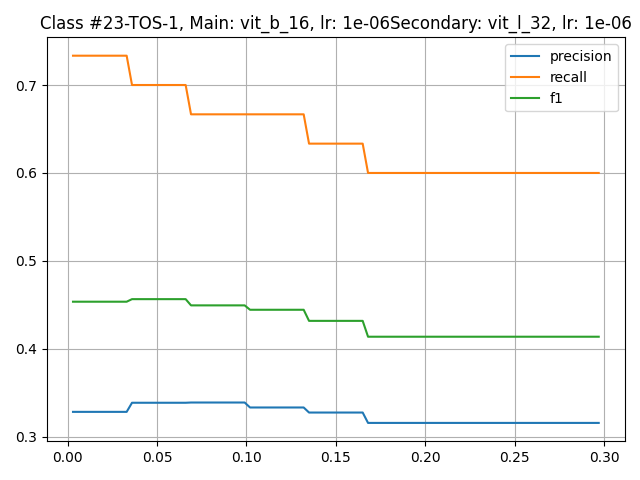 Class #23-TOS-1, Main: vit_b_16, lr: 1e-06Secondary: vit_l_32, lr: 1e-06
precision
recall
f1
0.7
0.6
0.5
0.4
0.3
0.00 0.05 0.10 0.15 0.20 0.25 0.30